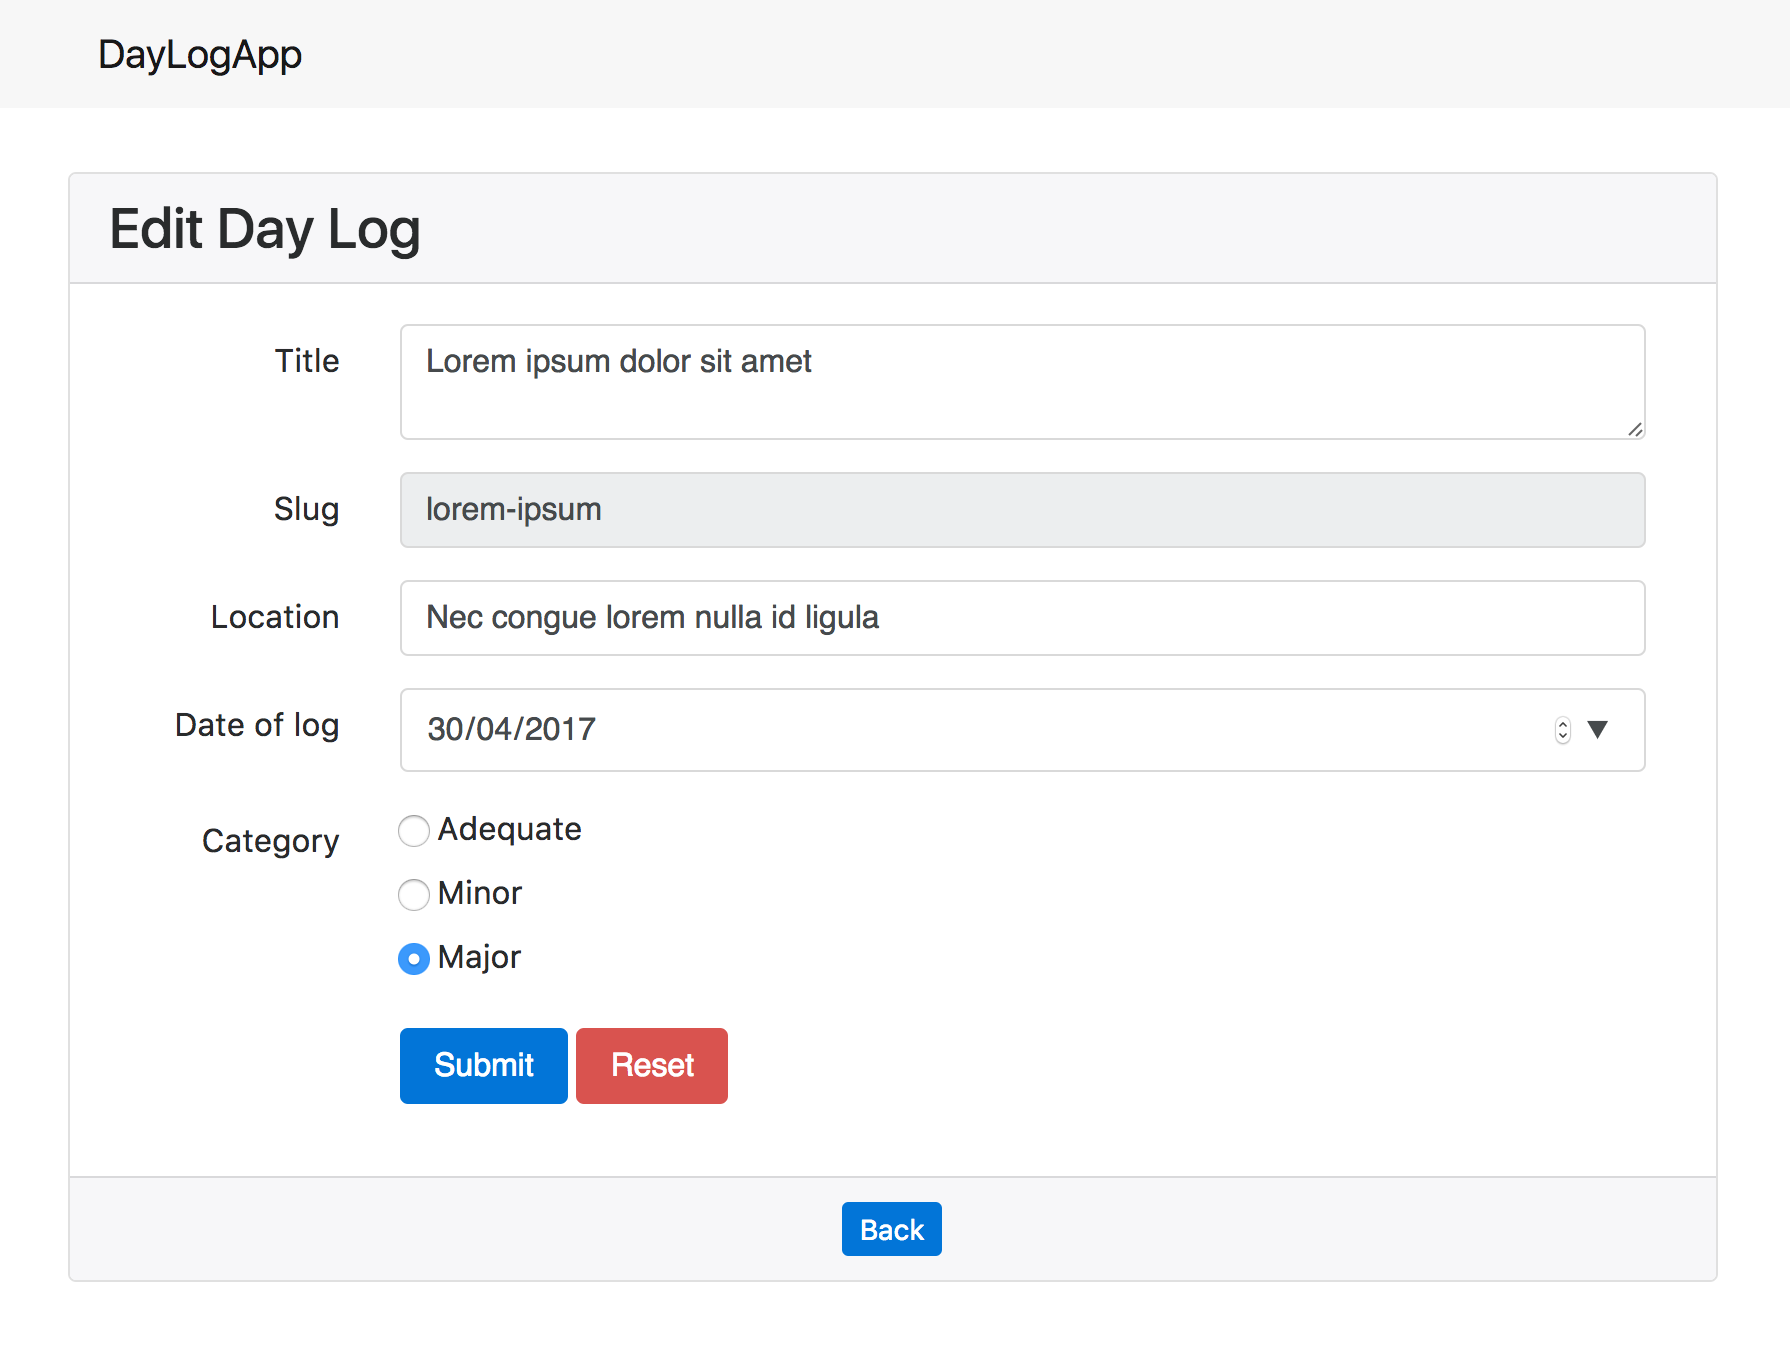 DayLogApp
Edit Day Log
Title
Lorem ipsum dolor sit amet
Slug
lorem-ipsum
Location
Nec congue lorem nulla id ligula
Date of log
30/04/2017
Category
Adequate
Minor
Major
Submit Reset
Back